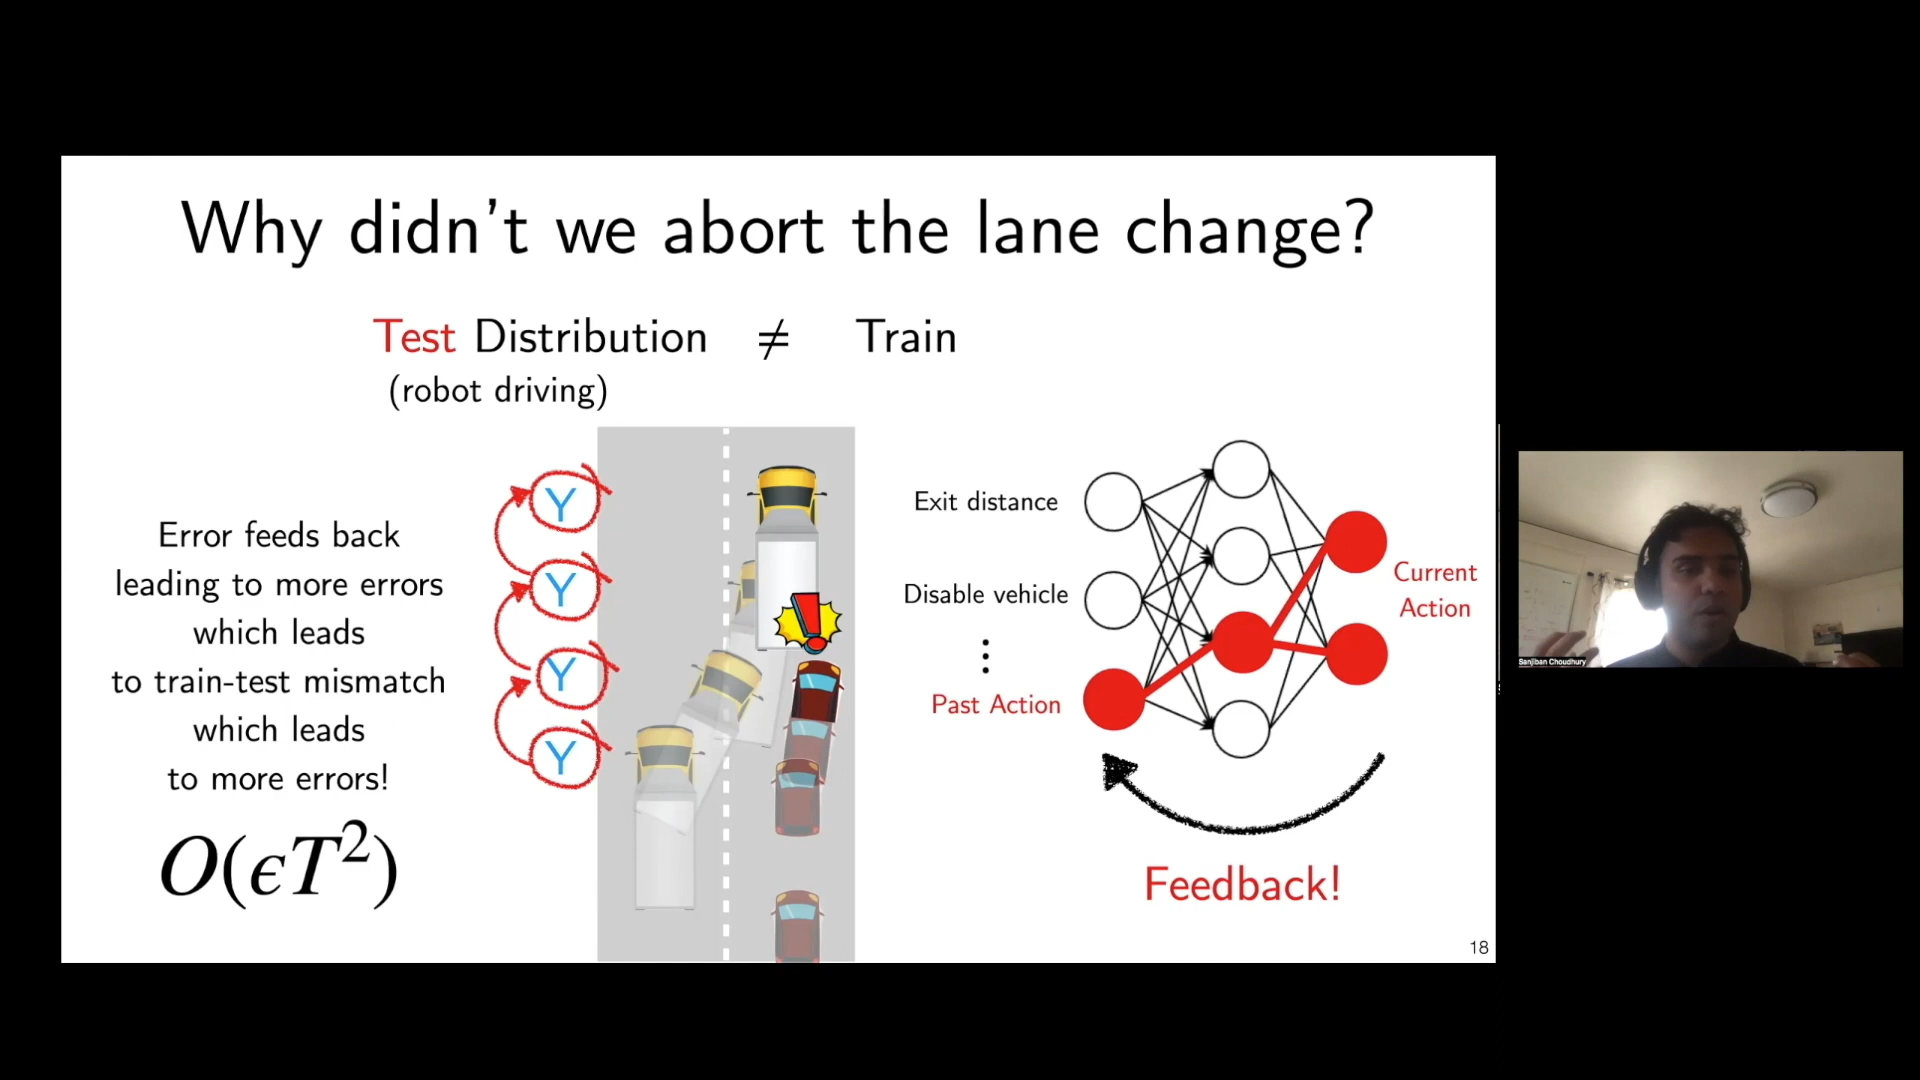 Why didn't we abort the lane change?
Test Distribution ≠ Train
(robot driving)
Error feeds back
leading to more errors
which leads
to train-test mismatch
which leads
to more errors!
O(ϵT²)
Y
Y
Y
Y
Exit distance
Disable vehicle
⋮
Past Action
Current
Action
Feedback!
18
Sanjiban Choudhury